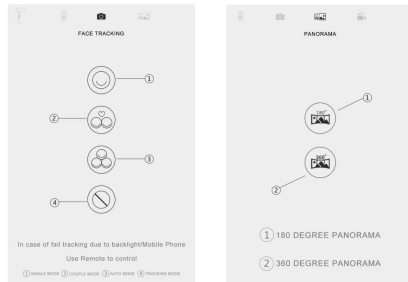 FACE TRACKING
①
②
③
④
In case of fail tracking due to backlight/Mobile Phone
Use Remote to control
① SINGLE MODE ② COUPLE MODE ③ AUTO MODE ④ TRACKING MODE
PANORAMA
①
180°
360°
②
① 180 DEGREE PANORAMA
② 360 DEGREE PANORAMA